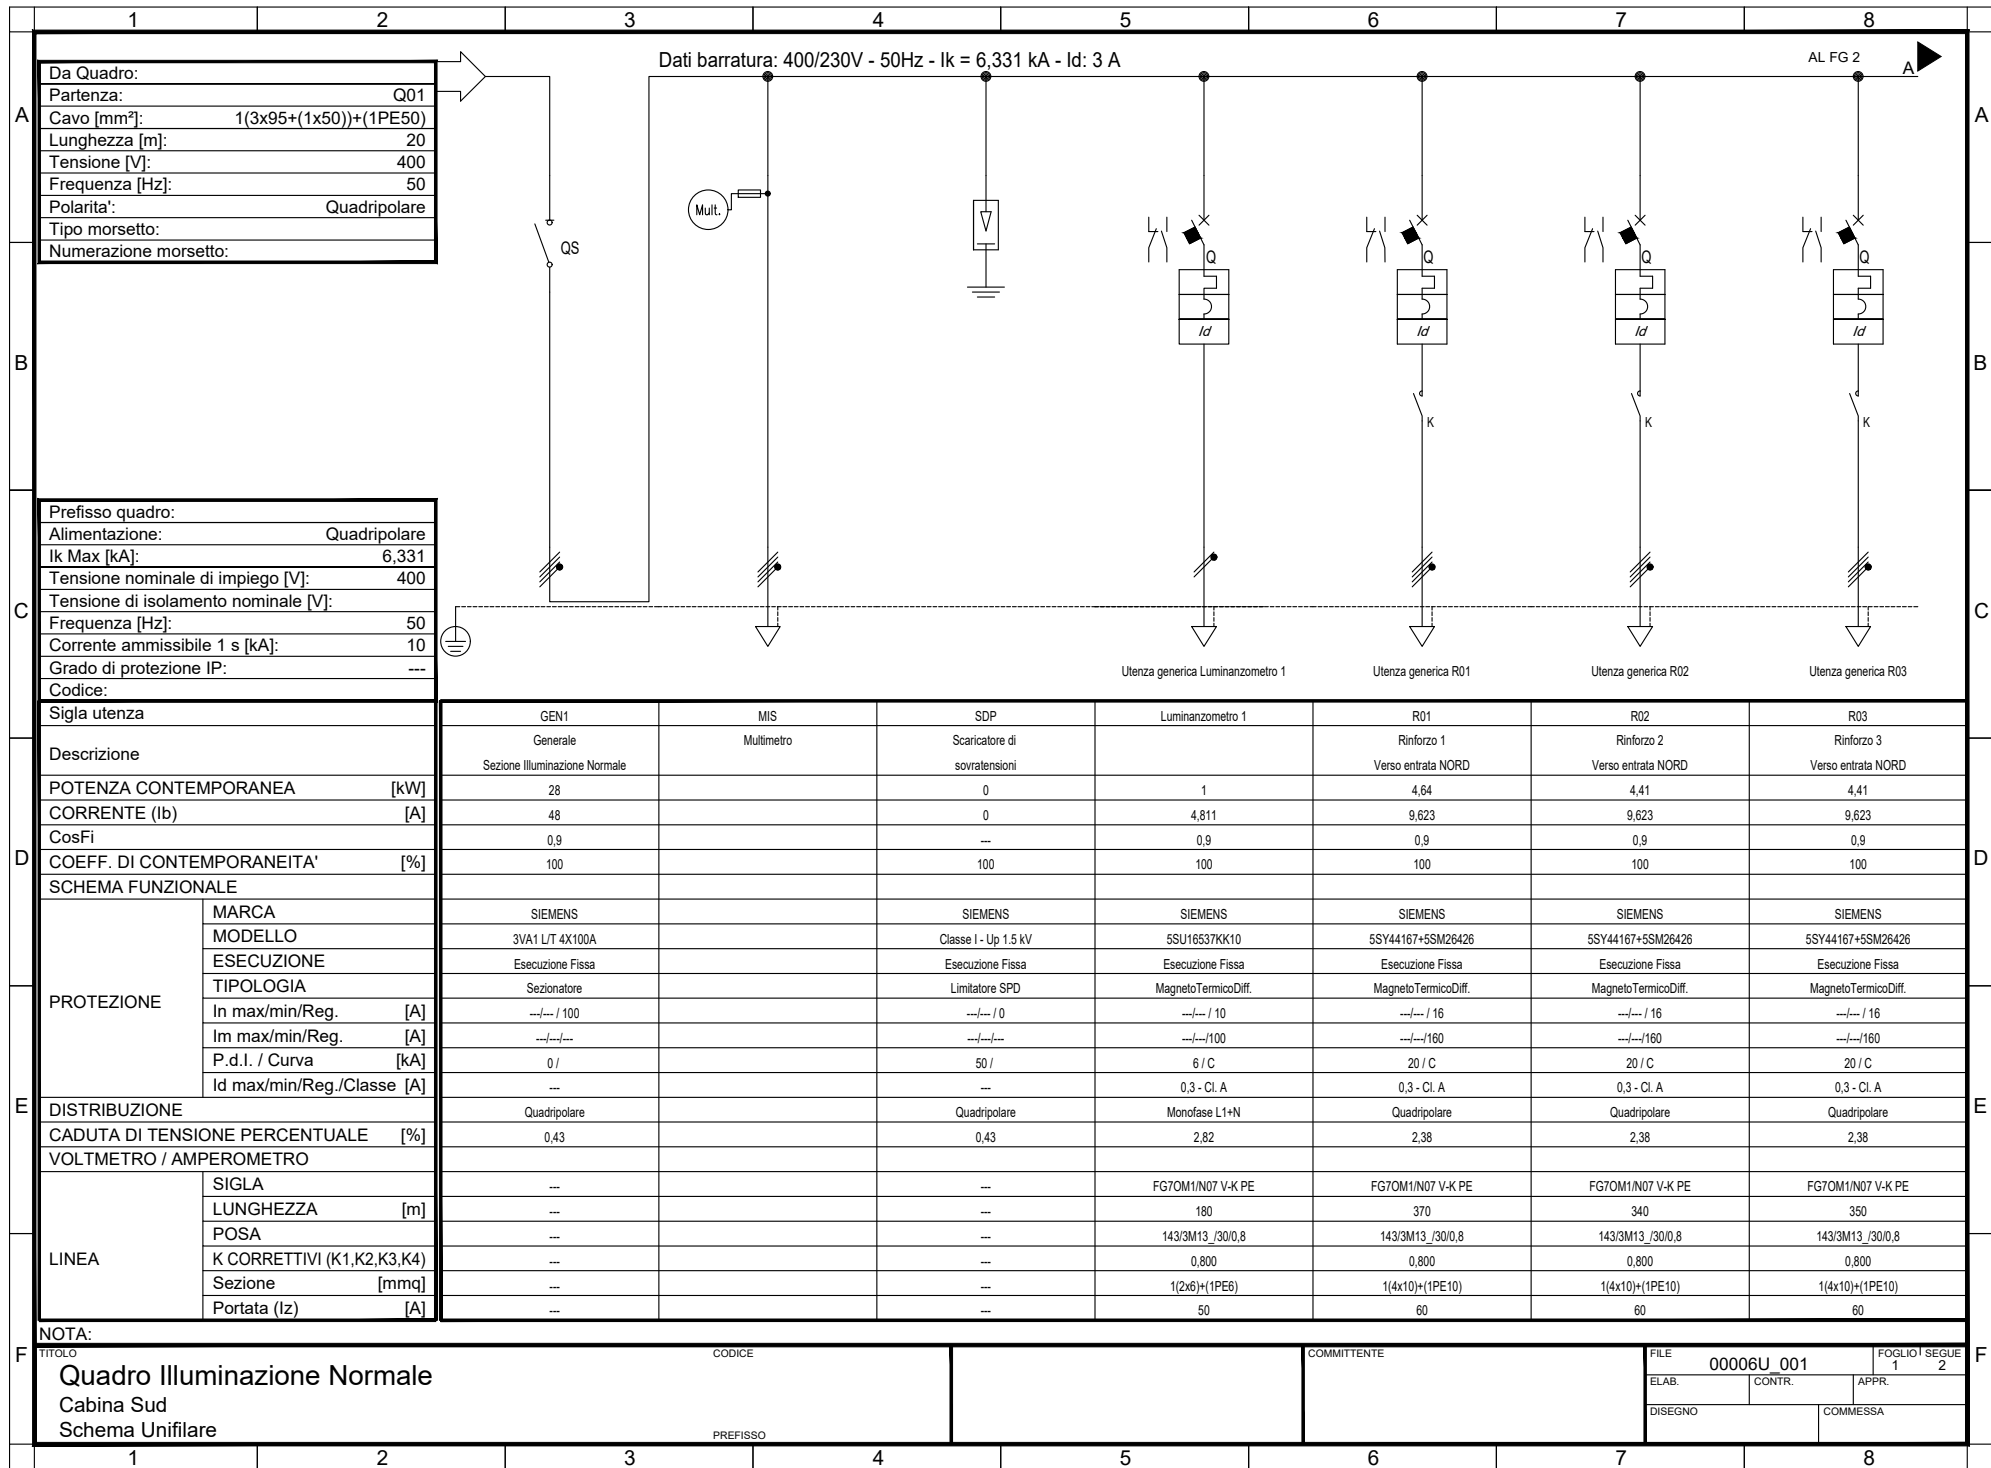 1 2 3 4 5 6 7 8
Dati barratura: 400/230V - 50Hz - Ik = 6,331 kA - Id: 3 A
AL FG 2
A
A
A
B
B
C
C
D
D
E
E
F
F
Da Quadro:
Partenza: Q01
Cavo [mm²]: 1(3x95+(1x50))+(1PE50)
Lunghezza [m]: 20
Tensione [V]: 400
Frequenza [Hz]: 50
Polarita': Quadripolare
Tipo morsetto:
Numerazione morsetto:
QS
Mult.
Q Q Q Q
Id Id Id Id
K K K
Prefisso quadro:
Alimentazione: Quadripolare
Ik Max [kA]: 6,331
Tensione nominale di impiego [V]: 400
Tensione di isolamento nominale [V]:
Frequenza [Hz]: 50
Corrente ammissibile 1 s [kA]: 10
Grado di protezione IP: ---
Codice:
Utenza generica Luminanzometro 1 Utenza generica R01 Utenza generica R02 Utenza generica R03
Sigla utenza GEN1 MIS SDP Luminanzometro 1 R01 R02 R03
Descrizione
Generale Multimetro Scaricatore di Rinforzo 1 Rinforzo 2 Rinforzo 3
Sezione Illuminazione Normale sovratensioni Verso entrata NORD Verso entrata NORD Verso entrata NORD
POTENZA CONTEMPORANEA [kW] 28 0 1 4,64 4,41 4,41
CORRENTE (Ib) [A] 48 0 4,811 9,623 9,623 9,623
CosFi 0,9 --- 0,9 0,9 0,9 0,9
COEFF. DI CONTEMPORANEITA' [%] 100 100 100 100 100 100
SCHEMA FUNZIONALE
PROTEZIONE
MARCA SIEMENS SIEMENS SIEMENS SIEMENS SIEMENS SIEMENS
MODELLO 3VA1 L/T 4X100A Classe I - Up 1.5 kV 5SU16537KK10 5SY44167+5SM26426 5SY44167+5SM26426 5SY44167+5SM26426
ESECUZIONE Esecuzione Fissa Esecuzione Fissa Esecuzione Fissa Esecuzione Fissa Esecuzione Fissa Esecuzione Fissa
TIPOLOGIA Sezionatore Limitatore SPD MagnetoTermicoDiff. MagnetoTermicoDiff. MagnetoTermicoDiff. MagnetoTermicoDiff.
In max/min/Reg. [A] ---/--- / 100 ---/--- / 0 ---/--- / 10 ---/--- / 16 ---/--- / 16 ---/--- / 16
Im max/min/Reg. [A] ---/---/--- ---/---/--- ---/---/100 ---/---/160 ---/---/160 ---/---/160
P.d.I. / Curva [kA] 0 / 50 / 6 / C 20 / C 20 / C 20 / C
Id max/min/Reg./Classe [A] --- --- 0,3 - Cl. A 0,3 - Cl. A 0,3 - Cl. A 0,3 - Cl. A
DISTRIBUZIONE Quadripolare Quadripolare Monofase L1+N Quadripolare Quadripolare Quadripolare
CADUTA DI TENSIONE PERCENTUALE [%] 0,43 0,43 2,82 2,38 2,38 2,38
VOLTMETRO / AMPEROMETRO
LINEA
SIGLA --- --- FG7OM1/N07 V-K PE FG7OM1/N07 V-K PE FG7OM1/N07 V-K PE FG7OM1/N07 V-K PE
LUNGHEZZA [m] --- --- 180 370 340 350
POSA --- --- 143/3M13_/30/0,8 143/3M13_/30/0,8 143/3M13_/30/0,8 143/3M13_/30/0,8
K CORRETTIVI (K1,K2,K3,K4) --- --- 0,800 0,800 0,800 0,800
Sezione [mmq] --- --- 1(2x6)+(1PE6) 1(4x10)+(1PE10) 1(4x10)+(1PE10) 1(4x10)+(1PE10)
Portata (Iz) [A] --- --- 50 60 60 60
NOTA:
TITOLO CODICE COMMITTENTE FILE FOGLIO SEGUE
Quadro Illuminazione Normale
00006U_001 1 2
Cabina Sud
ELAB. CONTR. APPR.
Schema Unifilare
DISEGNO COMMESSA
PREFISSO
1 2 3 4 5 6 7 8